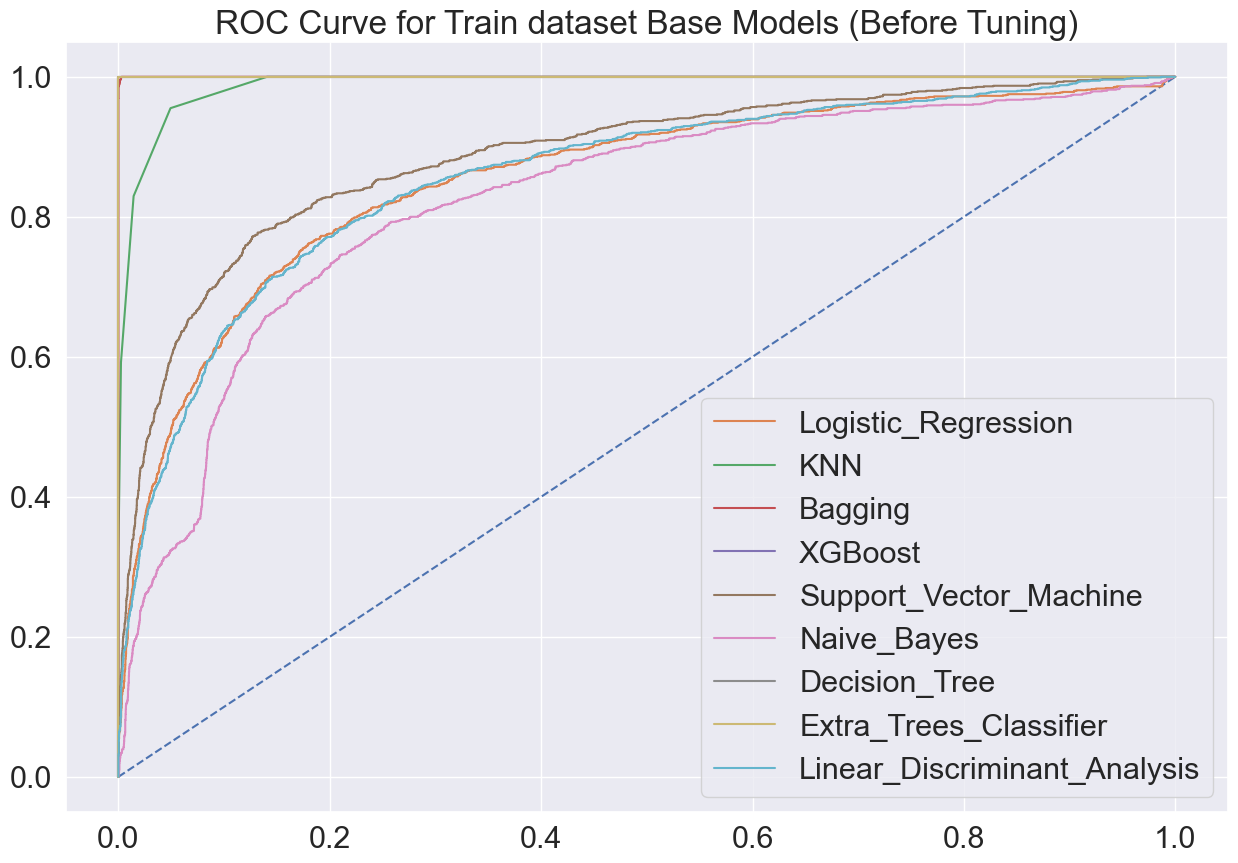 ROC Curve for Train dataset Base Models (Before Tuning)
1.0
0.8
0.6
0.4
0.2
0.0
Logistic_Regression
KNN
Bagging
XGBoost
Support_Vector_Machine
Naive_Bayes
Decision_Tree
Extra_Trees_Classifier
Linear_Discriminant_Analysis
0.0 0.2 0.4 0.6 0.8 1.0